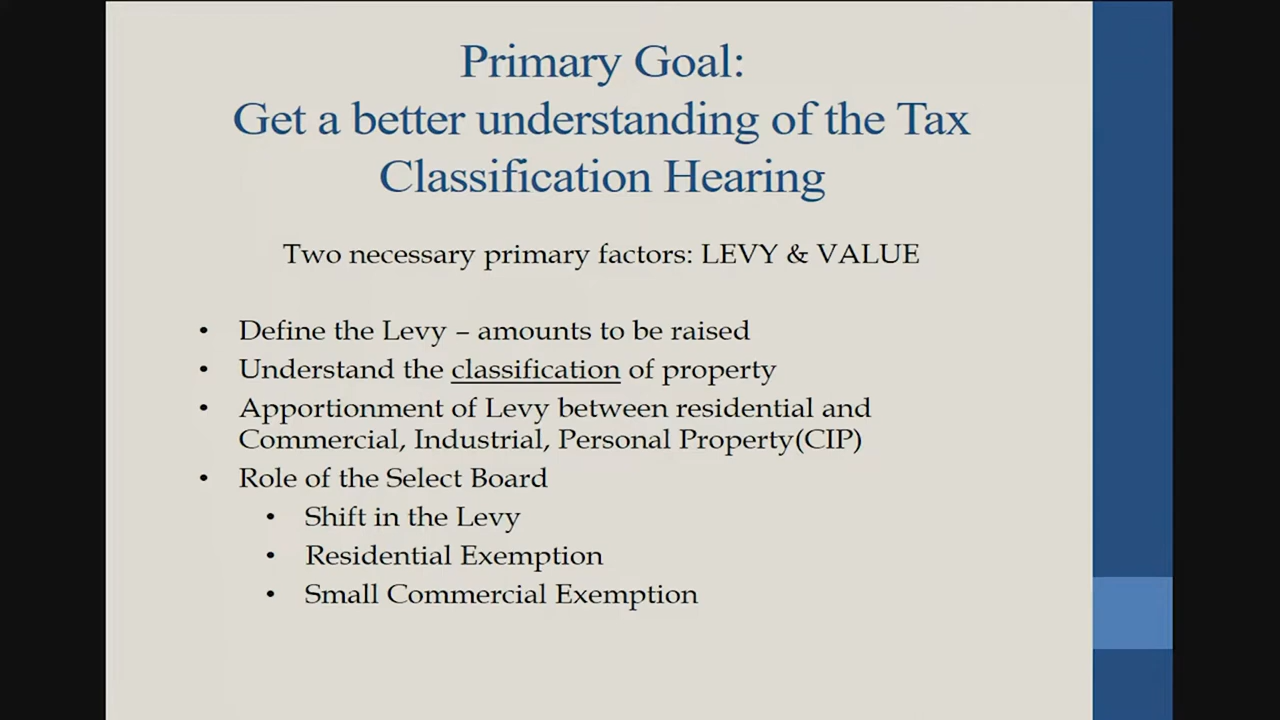 Primary Goal:
Get a better understanding of the Tax
Classification Hearing
Two necessary primary factors: LEVY & VALUE
• Define the Levy – amounts to be raised
• Understand the classification of property
• Apportionment of Levy between residential and
Commercial, Industrial, Personal Property(CIP)
• Role of the Select Board
• Shift in the Levy
• Residential Exemption
• Small Commercial Exemption